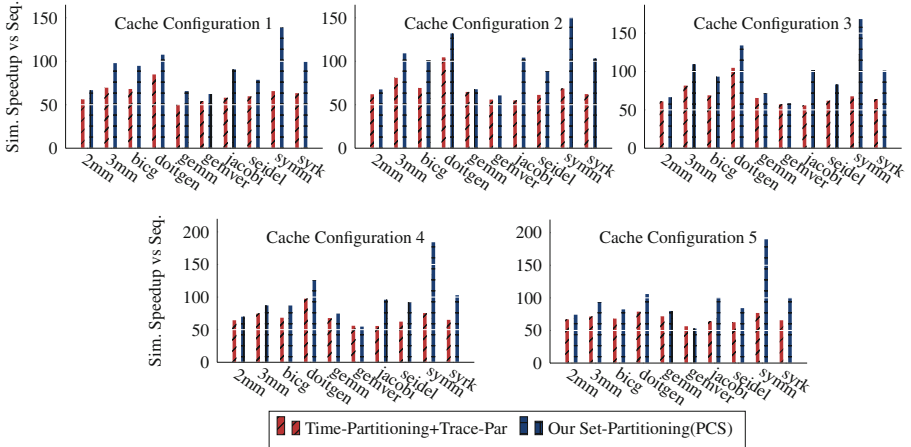 Sim. Speedup vs Seq.
Cache Configuration 1
150
100
50
0
2mm
3mm
bicg
doitgen
gemm
gemver
jacobi
seidel
symm
syrk
Cache Configuration 2
150
100
50
0
2mm
3mm
bicg
doitgen
gemm
gemver
jacobi
seidel
symm
syrk
Cache Configuration 3
150
100
50
0
2mm
3mm
bicg
doitgen
gemm
gemver
jacobi
seidel
symm
syrk
Sim. Speedup vs Seq.
Cache Configuration 4
200
150
100
50
0
2mm
3mm
bicg
doitgen
gemm
gemver
jacobi
seidel
symm
syrk
Cache Configuration 5
200
150
100
50
0
2mm
3mm
bicg
doitgen
gemm
gemver
jacobi
seidel
symm
syrk
Time-Partitioning+Trace-Par
Our Set-Partitioning(PCS)